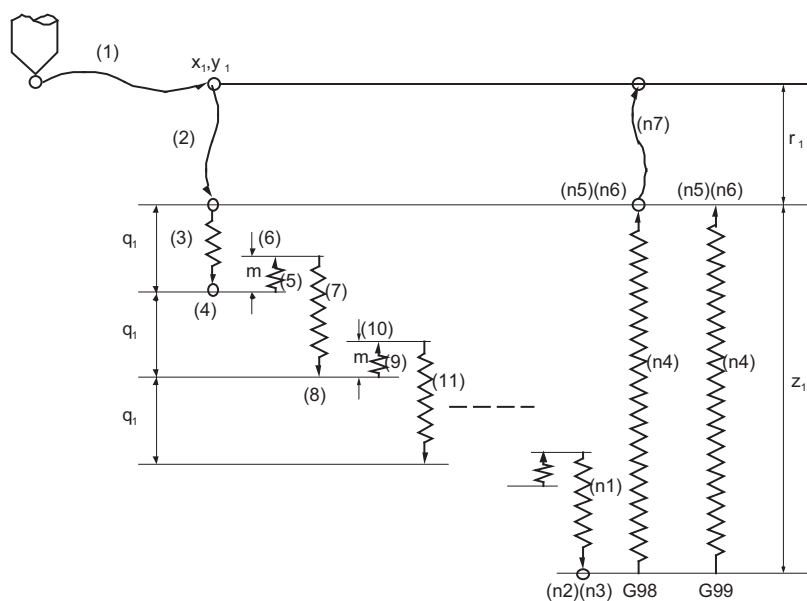 (1)
x₁,y₁
(2)
(n7)
r₁
(n5)(n6)
(n5)(n6)
q₁
(3)
(6)
m
(5)
(7)
(4)
q₁
(10)
m
(9)
(n4)
(n4)
(11)
z₁
(8)
q₁
(n1)
(n2)(n3)
G98
G99